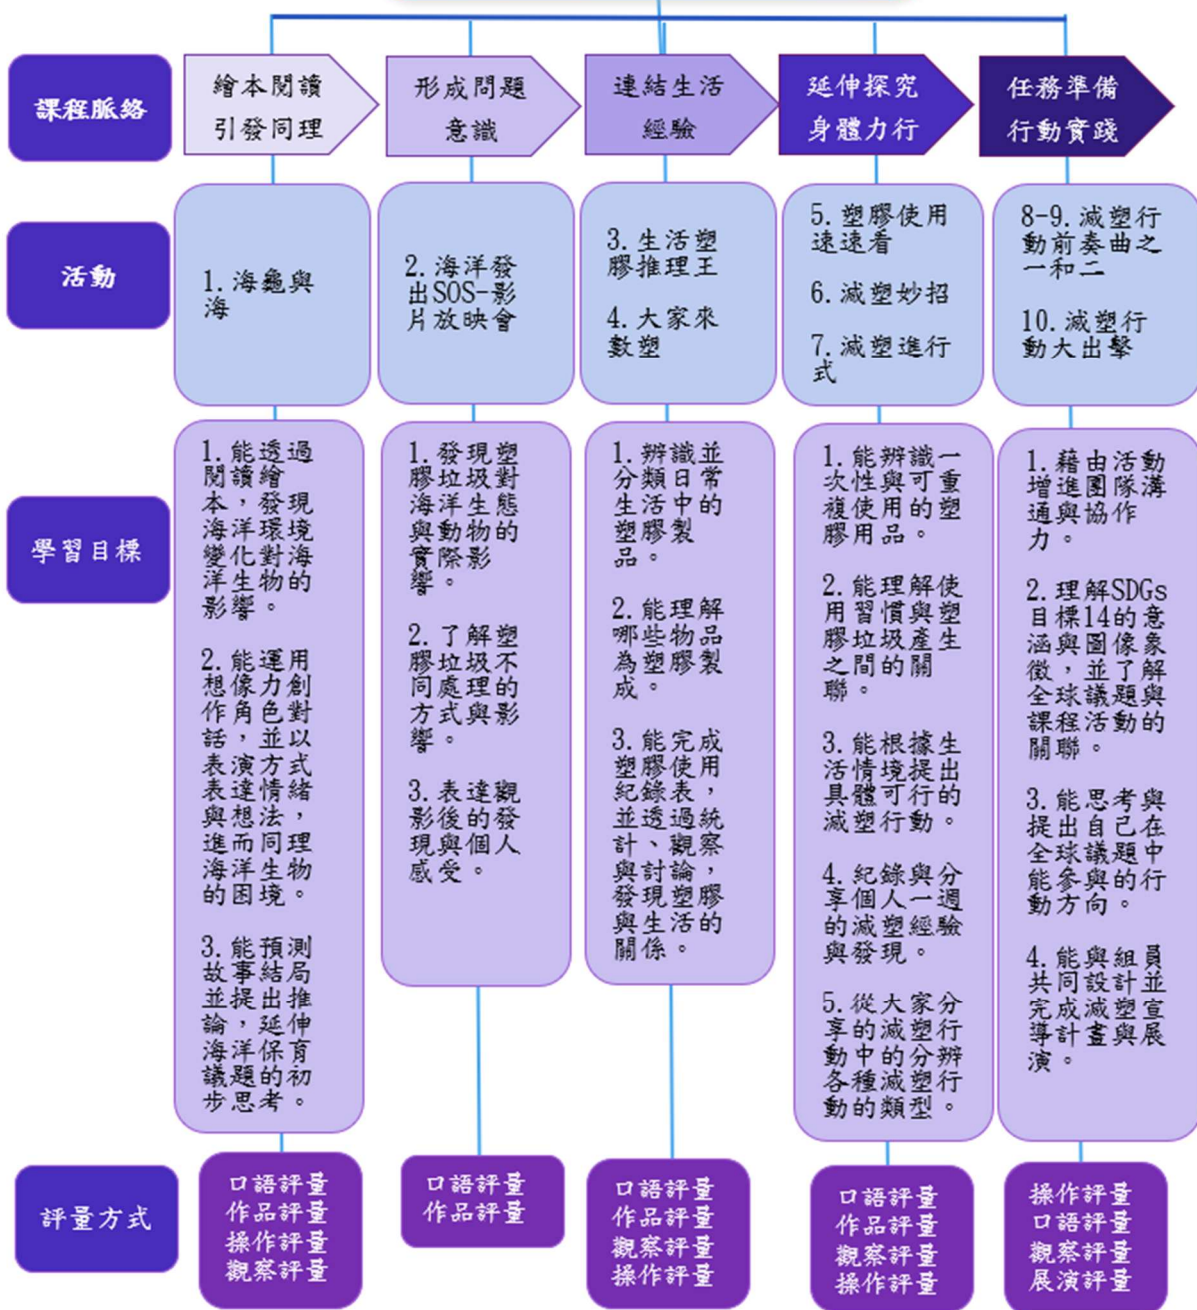 課程脈絡
繪本閱讀
引發同理
形成問題
意識
連結生活
經驗
延伸探究
身體力行
任務準備
行動實踐
活動
1. 海龜與
海
2. 海洋發
出SOS-影
片放映會
3. 生活塑
膠推理王
4. 大家來
數塑
5. 塑膠使用
速速看
6. 減塑妙招
7. 減塑進行
式
8-9. 減塑行
動前奏曲之
一和二
10. 減塑行
動大出擊
學習目標
1. 能透過
閱讀繪
本，發現
海洋環境
變化對海
洋生物的
影響。
2. 能運用
想像力創
作角色對
話，並以
表演方式
表達情緒
與想法，
進而同理
海洋生物
的困境。
3. 能預測
故事結局
並提出推
論，延伸
海洋保育
議題的初
步思考。
1. 發現塑
膠垃圾對
海洋生態
與動物的
實際影
響。
2. 了解塑
膠垃圾不
同處理的
方式與影
響。
3. 表達觀
影後的發
現與個人
感受。
1. 辨識並
分類日常
生活中的
塑膠製
品。
2. 能理解
哪些物品
為塑膠製
成。
3. 能完成
塑膠使用
紀錄表，
並透過統
計、觀察
與討論，
發現塑膠
與生活的
關係。
1. 能辨識一
次性與可重
複使用的塑
膠用品。
2. 能理解使
用習慣與塑
膠垃圾產生
之間的關
聯。
3. 能根據生
活情境提出
具體可行的
減塑行動。
4. 紀錄與分
享個人一週
的減塑經驗
與發現。
5. 從大家分
享的減塑行
動中的分辨
各種減塑行
動的類型。
1. 藉由活動
增進團隊溝
通與協作
力。
2. 理解SDGs
目標14的意
涵與圖像象
徵，並了解
全球議題與
課程活動的
關聯。
3. 能思考與
提出自己在
全球議題中
能參與的行
動方向。
4. 能與組員
共同設計並
完成減塑宣
導計畫與展
演。
評量方式
口語評量
作品評量
操作評量
觀察評量
口語評量
作品評量
口語評量
作品評量
觀察評量
操作評量
口語評量
作品評量
觀察評量
操作評量
操作評量
口語評量
觀察評量
展演評量